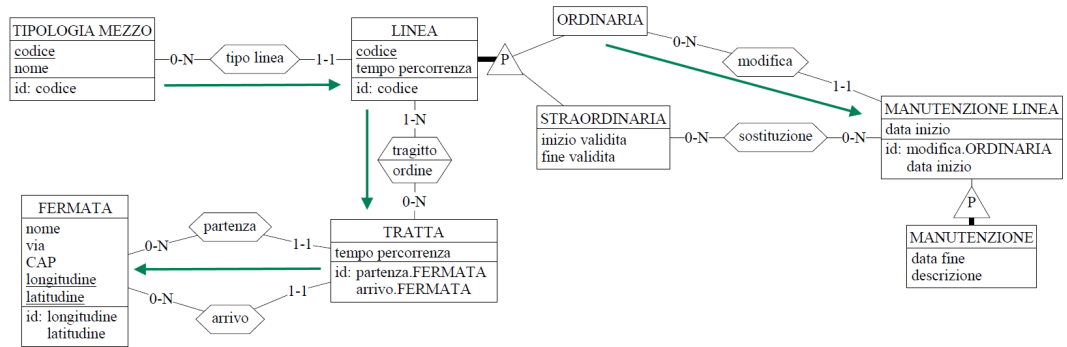 TIPOLOGIA MEZZO
codice
nome
id: codice
0-N
tipo linea
1-1
LINEA
codice
tempo percorrenza
id: codice
P
ORDINARIA
0-N
modifica
1-1
STRAORDINARIA
inizio validita
fine validita
0-N
sostituzione
0-N
MANUTENZIONE LINEA
data inizio
id: modifica.ORDINARIA
data inizio
P
MANUTENZIONE
data fine
descrizione
1-N
tragitto
ordine
0-N
TRATTA
tempo percorrenza
id: partenza.FERMATA
arrivo.FERMATA
FERMATA
nome
via
CAP
longitudine
latitudine
id: longitudine
latitudine
0-N
partenza
1-1
0-N
arrivo
1-1